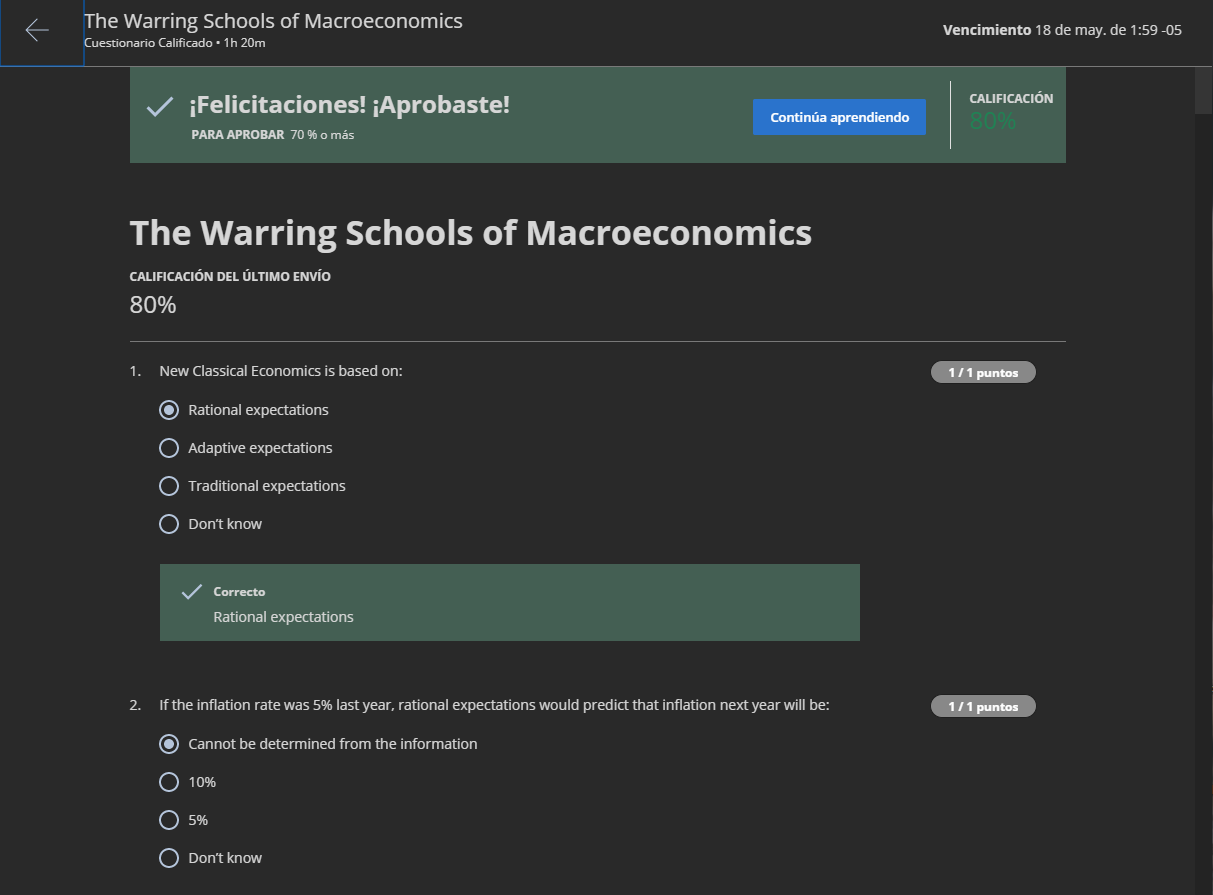 The Warring Schools of Macroeconomics
Cuestionario Calificado • 1h 20m
Vencimiento 18 de may. de 1:59 -05
¡Felicitaciones! ¡Aprobaste!
PARA APROBAR 70 % o más
Continúa aprendiendo
CALIFICACIÓN
80%
The Warring Schools of Macroeconomics
CALIFICACIÓN DEL ÚLTIMO ENVÍO
80%
1. New Classical Economics is based on:
1 / 1 puntos
Rational expectations
Adaptive expectations
Traditional expectations
Don't know
Correcto
Rational expectations
2. If the inflation rate was 5% last year, rational expectations would predict that inflation next year will be:
1 / 1 puntos
Cannot be determined from the information
10%
5%
Don't know